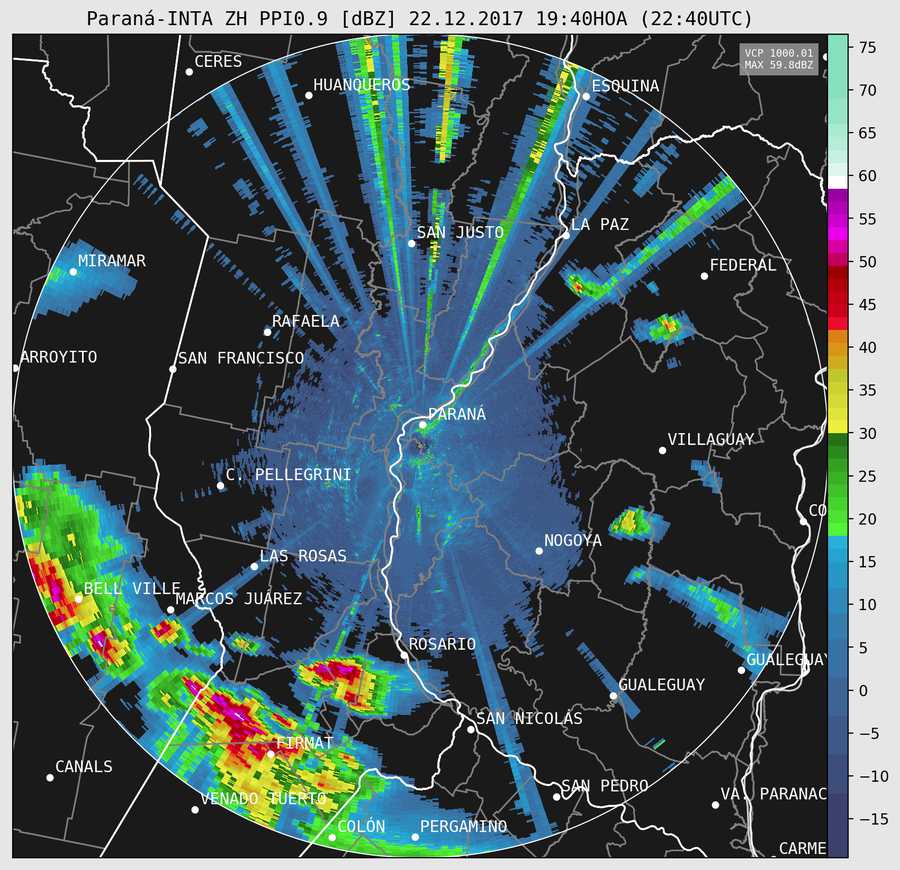 Paraná-INTA ZH PPI0.9 [dBZ] 22.12.2017 19:40HOA (22:40UTC)
VCP 1000.01
MAX 59.8dBZ
CERES
HUANQUEROS
ESQUINA
SAN JUSTO
LA PAZ
MIRAMAR
FEDERAL
RAFAELA
ARROYITO
SAN FRANCISCO
PARANÁ
VILLAGUAY
C. PELLEGRINI
CO
NOGOYA
LAS ROSAS
BELL VILLE
MARCOS JUÁREZ
ROSARIO
GUALEGUAY
GUALEGUAY
SAN NICOLÁS
FIRMAT
CANALS
SAN PEDRO
VENADO TUERTO
VA. PARANAC
COLÓN
PERGAMINO
CARME
75
70
65
60
55
50
45
40
35
30
25
20
15
10
5
0
−5
−10
−15